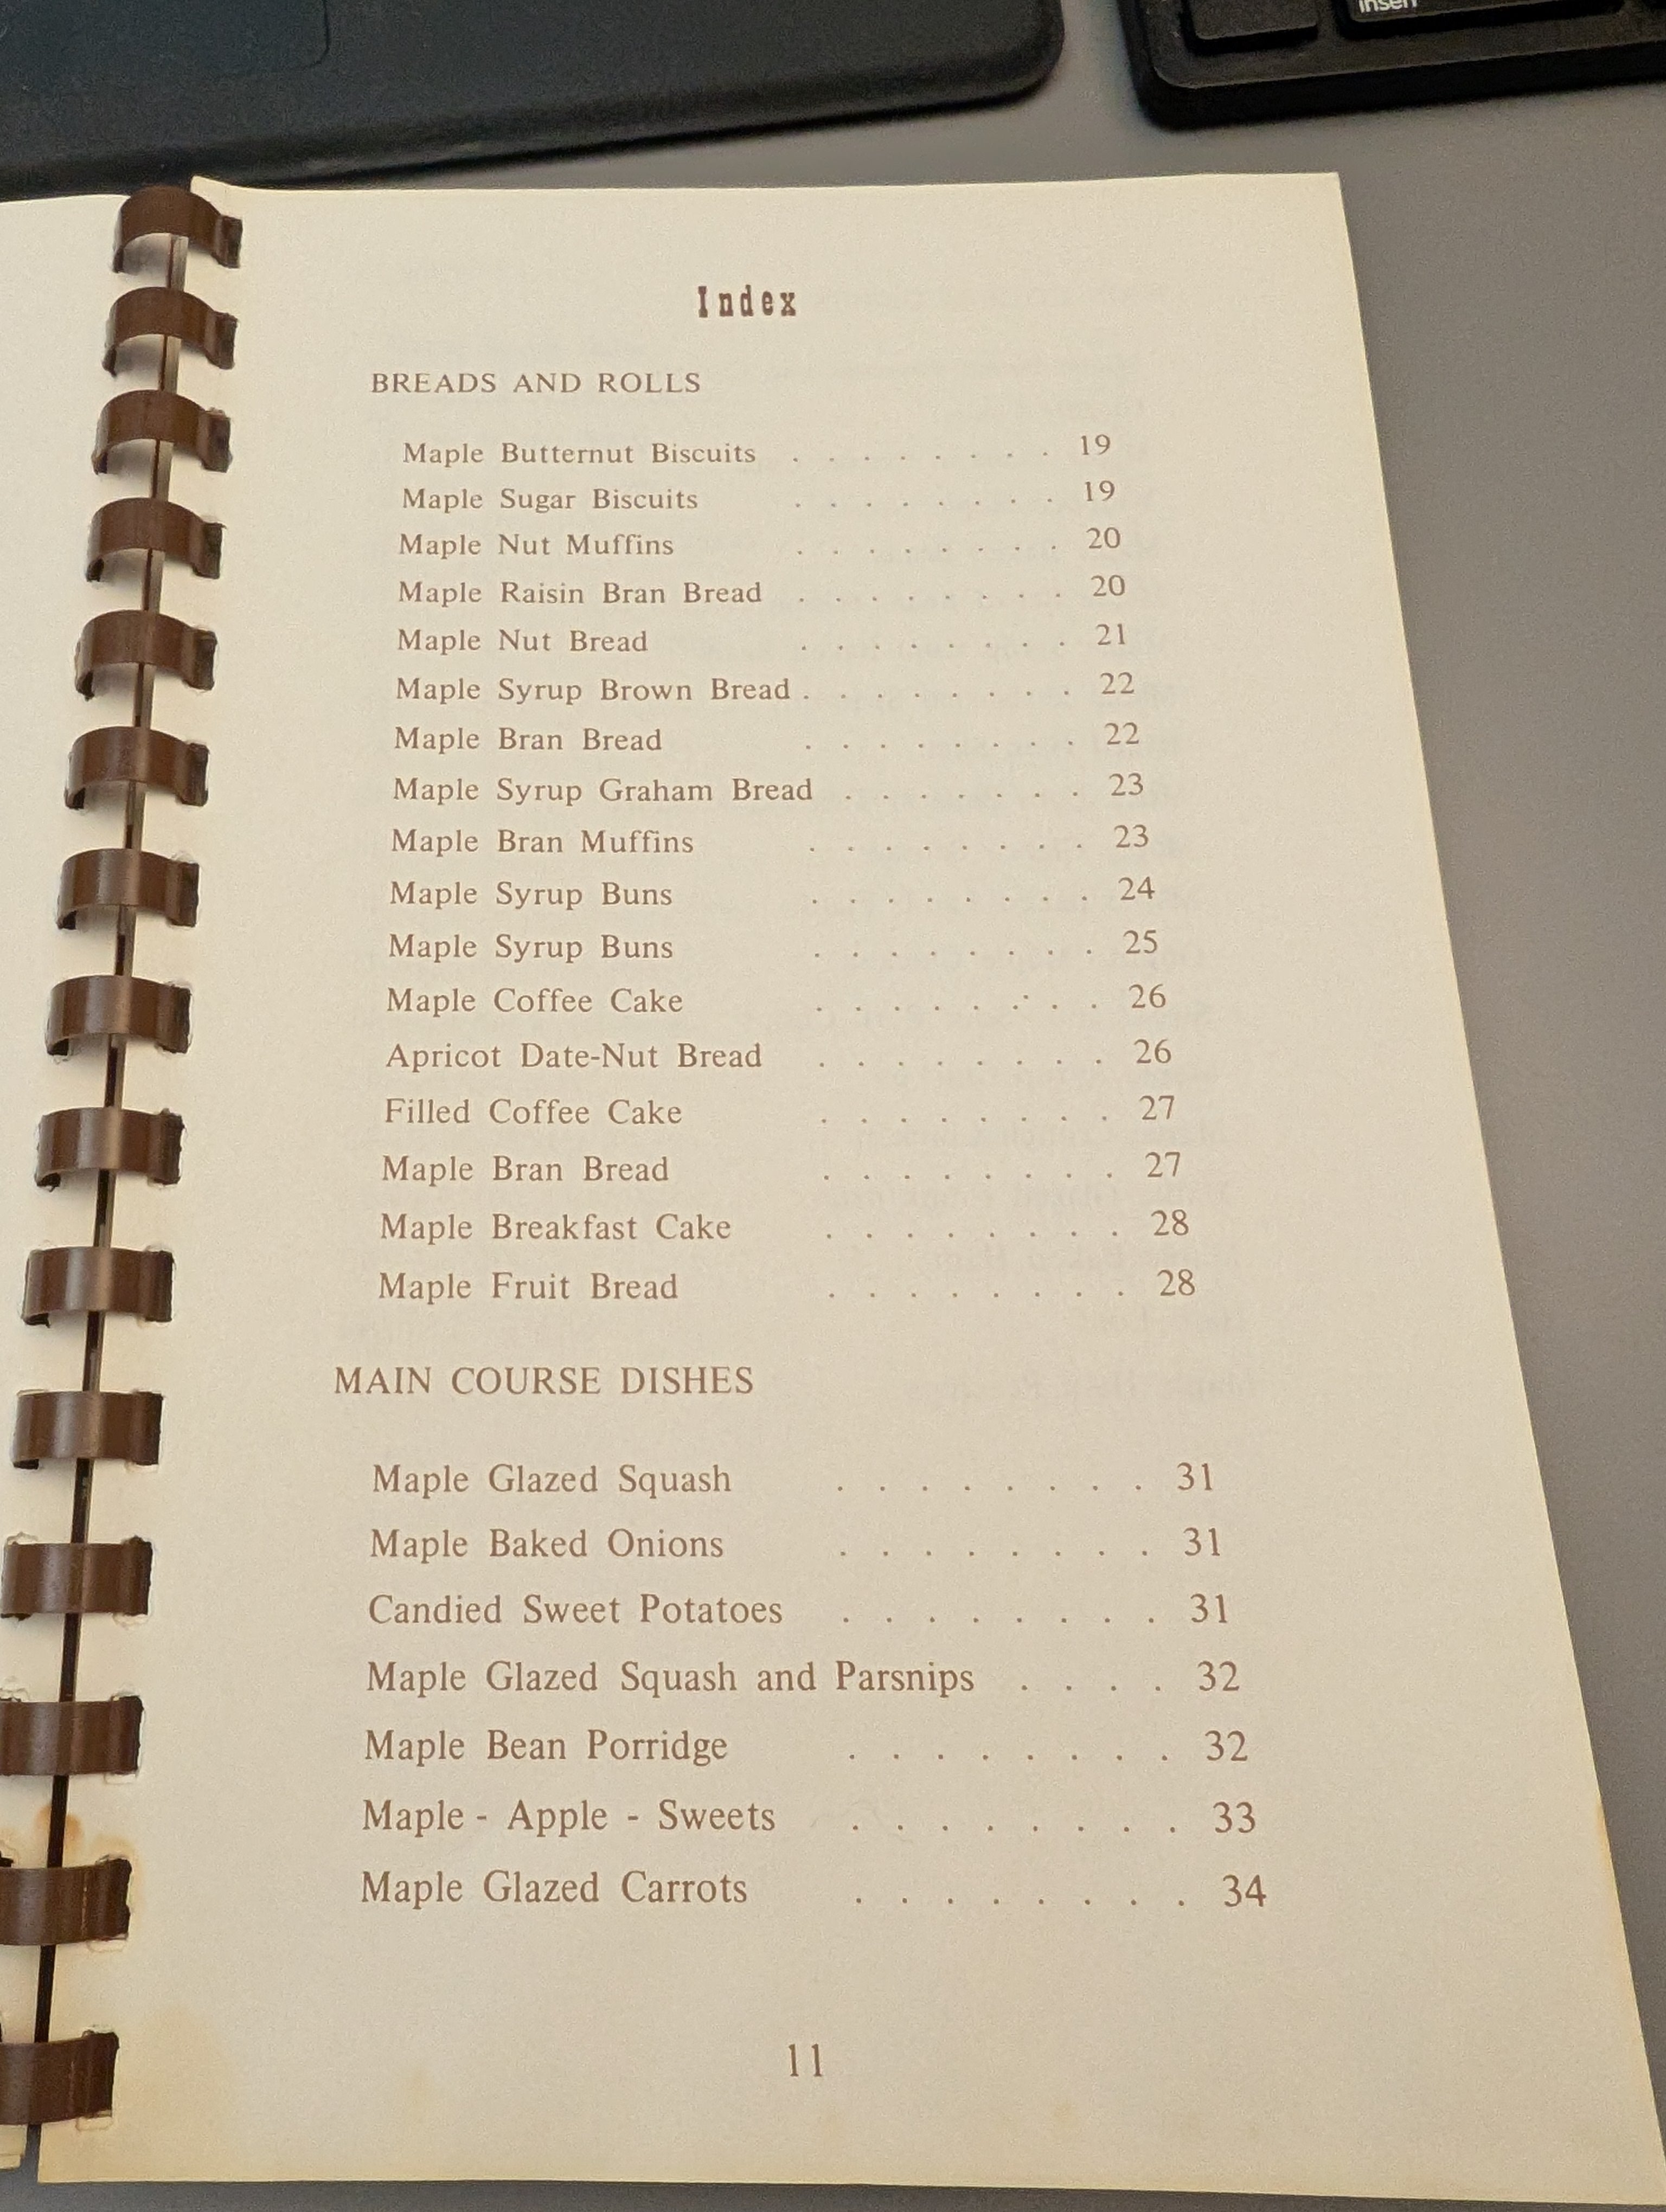 insert
Index
BREADS AND ROLLS
Maple Butternut Biscuits . . . . . . . . 19
Maple Sugar Biscuits . . . . . . . . 19
Maple Nut Muffins . . . . . . . . 20
Maple Raisin Bran Bread . . . . . . . . 20
Maple Nut Bread . . . . . . . . 21
Maple Syrup Brown Bread . . . . . . . . 22
Maple Bran Bread . . . . . . . . 22
Maple Syrup Graham Bread . . . . . . . 23
Maple Bran Muffins . . . . . . . . 23
Maple Syrup Buns . . . . . . . . 24
Maple Syrup Buns . . . . . . . . 25
Maple Coffee Cake . . . . . . . . 26
Apricot Date-Nut Bread . . . . . . . . 26
Filled Coffee Cake . . . . . . . . 27
Maple Bran Bread . . . . . . . . 27
Maple Breakfast Cake . . . . . . . . 28
Maple Fruit Bread . . . . . . . . 28
MAIN COURSE DISHES
Maple Glazed Squash . . . . . . . . 31
Maple Baked Onions . . . . . . . . 31
Candied Sweet Potatoes . . . . . . . . 31
Maple Glazed Squash and Parsnips . . . . 32
Maple Bean Porridge . . . . . . . . 32
Maple - Apple - Sweets . . . . . . . . 33
Maple Glazed Carrots . . . . . . . . 34
11